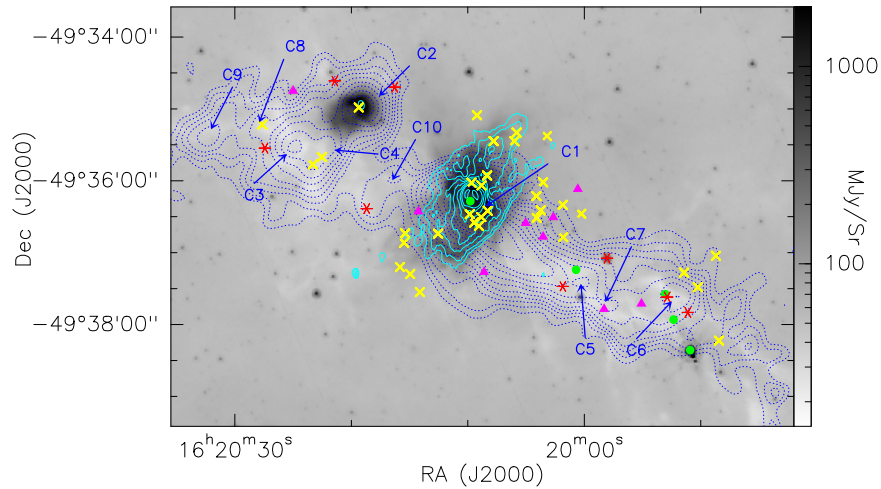 −49°34'00''
C8
C2
1000
C9
C10
C4
C1
C3
−49°36'00''
C7
100
−49°38'00''
C5
C6
MJy/Sr
Dec (J2000)
16h20m30s
20m00s
RA (J2000)